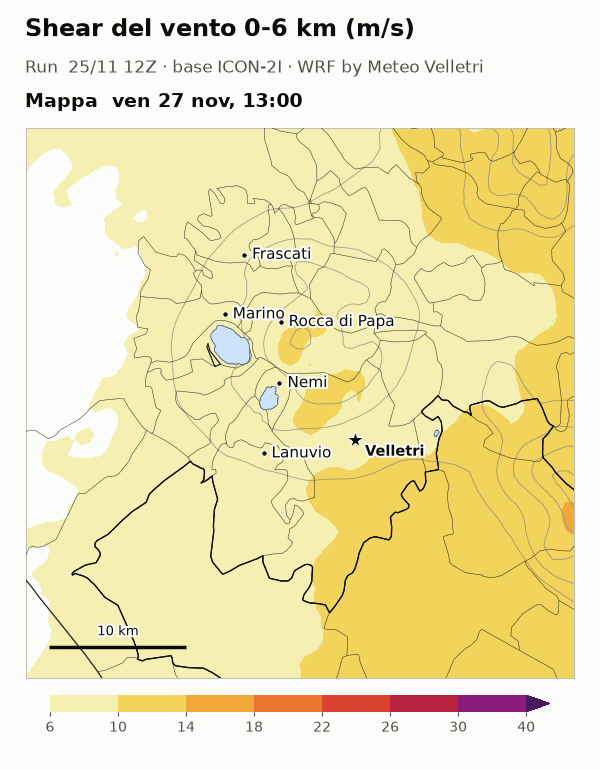 Shear del vento 0-6 km (m/s)
Run  25/11 12Z · base ICON-2I · WRF by Meteo Velletri
Mappa  ven 27 nov, 13:00
Frascati
Marino
Rocca di Papa
Nemi
Velletri
Lanuvio
10 km
6 10 14 18 22 26 30 40